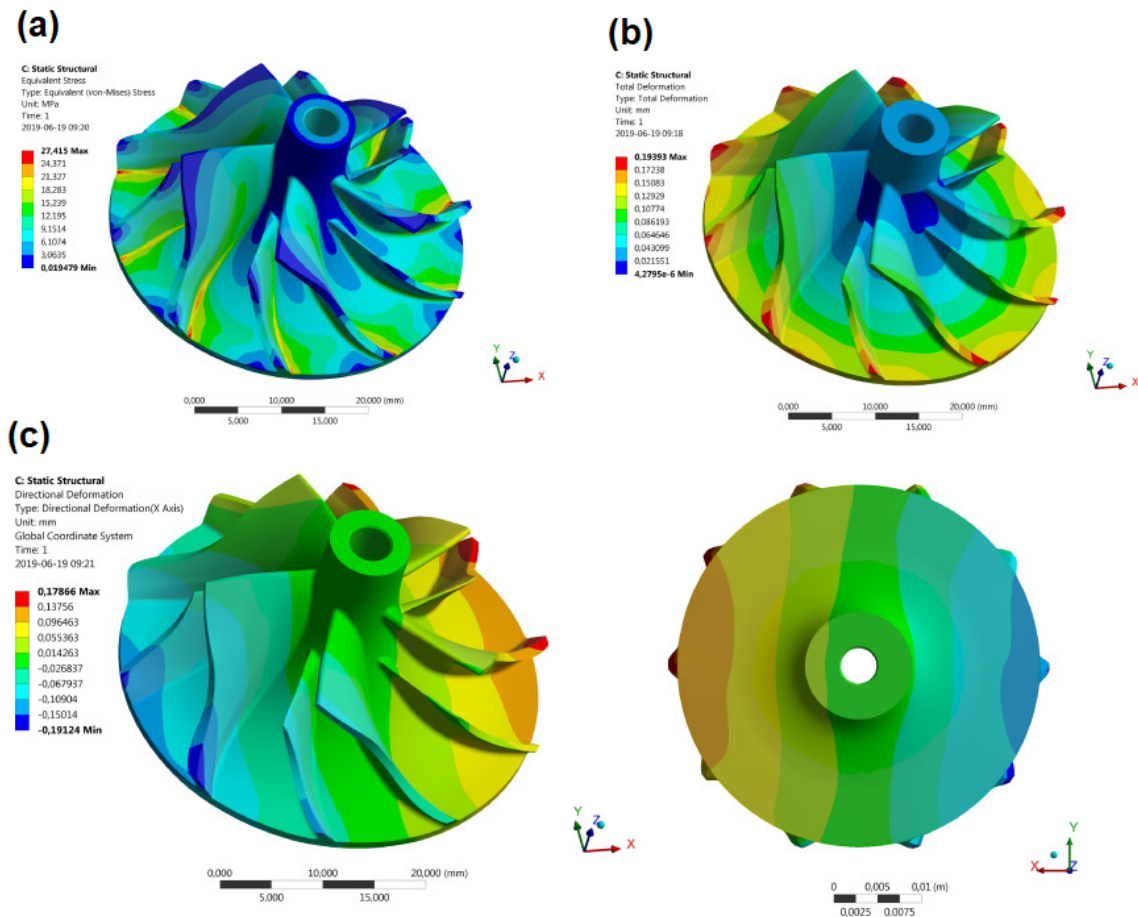 (a)
C: Static Structural
Equivalent Stress
Type: Equivalent (von-Mises) Stress
Unit: MPa
Time: 1
2019-06-19 09:20
27,415 Max
24,371
21,327
18,283
15,239
12,195
9,1514
6,1074
3,0635
0,019479 Min
Y
Z
X
0,000 10,000 20,000 (mm)
5,000 15,000
(b)
C: Static Structural
Total Deformation
Type: Total Deformation
Unit: mm
Time: 1
2019-06-19 09:18
0,19393 Max
0,17238
0,15083
0,12929
0,10774
0,086193
0,064646
0,043099
0,021551
4,2795e-6 Min
Y
Z
X
0,000 10,000 20,000 (mm)
5,000 15,000
(c)
C: Static Structural
Directional Deformation
Type: Directional Deformation(X Axis)
Unit: mm
Global Coordinate System
Time: 1
2019-06-19 09:21
0,17866 Max
0,13756
0,096463
0,055363
0,014263
-0,026837
-0,067937
-0,10904
-0,15014
-0,19124 Min
Y
Z
X
0,000 10,000 20,000 (mm)
5,000 15,000
Y
X
Z
0 0,005 0,01 (m)
0,0025 0,0075